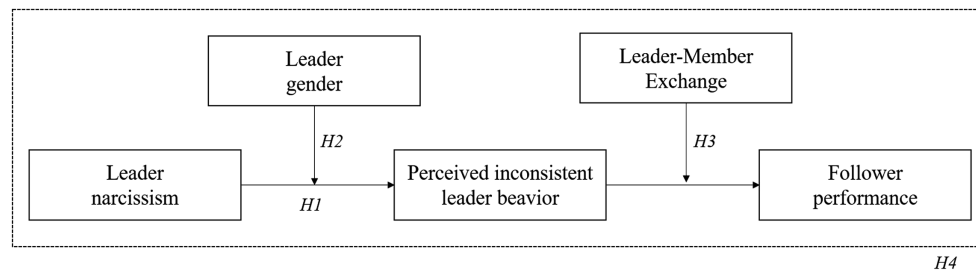 Leader
gender
Leader-Member
Exchange
H2
H3
Leader
narcissism
H1
Perceived inconsistent
leader beavior
Follower
performance
H4